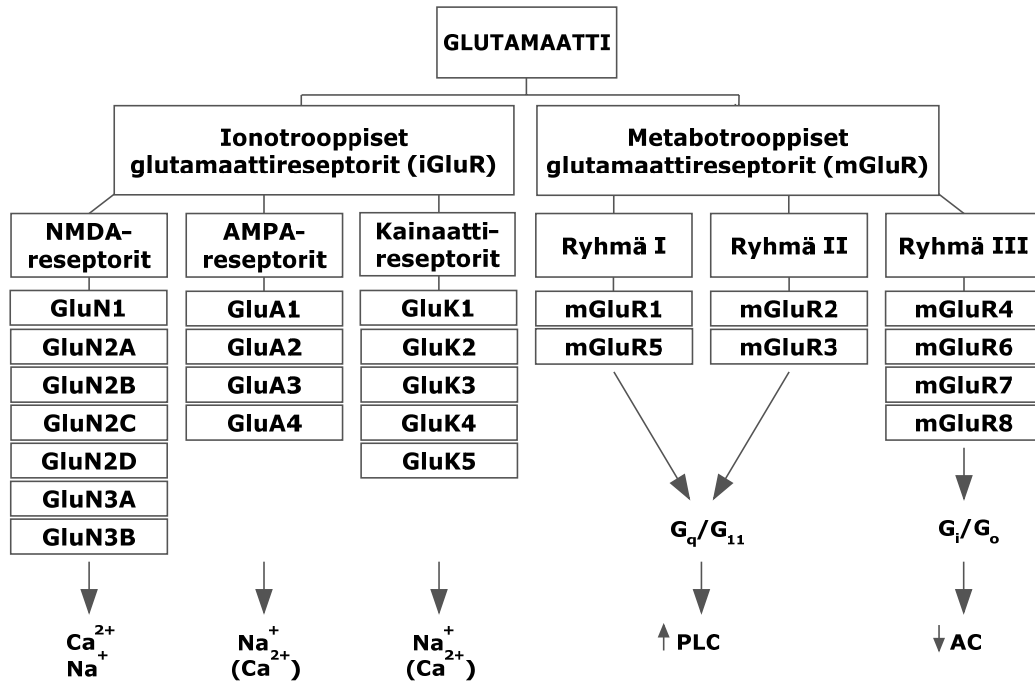 GLUTAMAATTI
Ionotrooppiset
glutamaattireseptorit (iGluR)
Metabotrooppiset
glutamaattireseptorit (mGluR)
NMDA–
reseptorit
AMPA-
reseptorit
Kainaatti-
reseptorit
Ryhmä I
Ryhmä II
Ryhmä III
GluN1
GluN2A
GluN2B
GluN2C
GluN2D
GluN3A
GluN3B
GluA1
GluA2
GluA3
GluA4
GluK1
GluK2
GluK3
GluK4
GluK5
mGluR1
mGluR5
mGluR2
mGluR3
mGluR4
mGluR6
mGluR7
mGluR8
Gq/G11
Gi/Go
Ca2+
Na+
Na+
(Ca2+)
Na+
(Ca2+)
PLC
AC